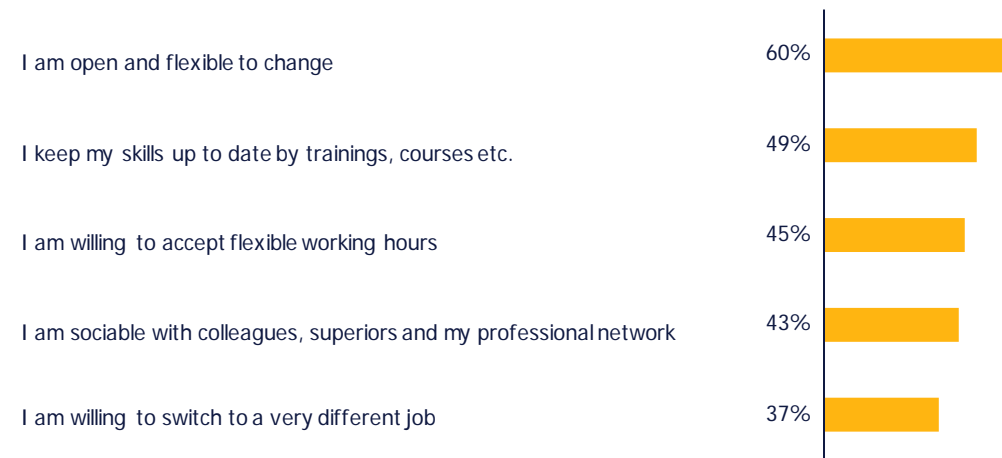 I am open and flexible to change 60%
I keep my skills up to date by trainings, courses etc. 49%
I am willing to accept flexible working hours 45%
I am sociable with colleagues, superiors and my professional network 43%
I am willing to switch to a very different job 37%